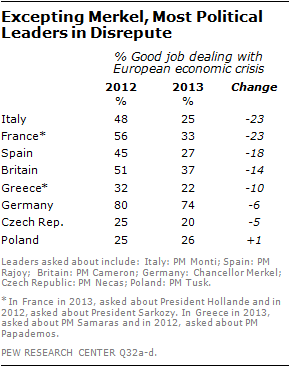 Excepting Merkel, Most Political
Leaders in Disrepute
% Good job dealing with
European economic crisis
2012 2013 Change
% %
Italy 48 25 -23
France* 56 33 -23
Spain 45 27 -18
Britain 51 37 -14
Greece* 32 22 -10
Germany 80 74 -6
Czech Rep. 25 20 -5
Poland 25 26 +1
Leaders asked about include: Italy: PM Monti; Spain: PM
Rajoy; Britain: PM Cameron; Germany: Chancellor Merkel;
Czech Republic: PM Necas; Poland: PM Tusk.
* In France in 2013, asked about President Hollande and in
2012, asked about President Sarkozy. In Greece in 2013,
asked about PM Samaras and in 2012, asked about PM
Papademos.
PEW RESEARCH CENTER Q32a-d.